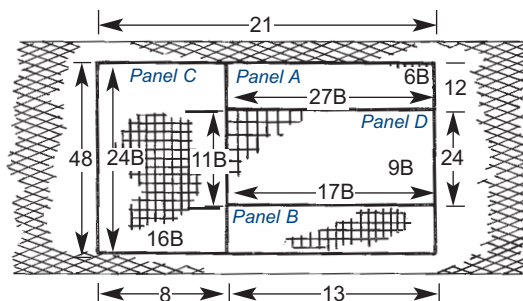 21
Panel C Panel A 6B
12
27B
Panel D
48 24B 11B 24
9B
17B
Panel B
16B
8 13